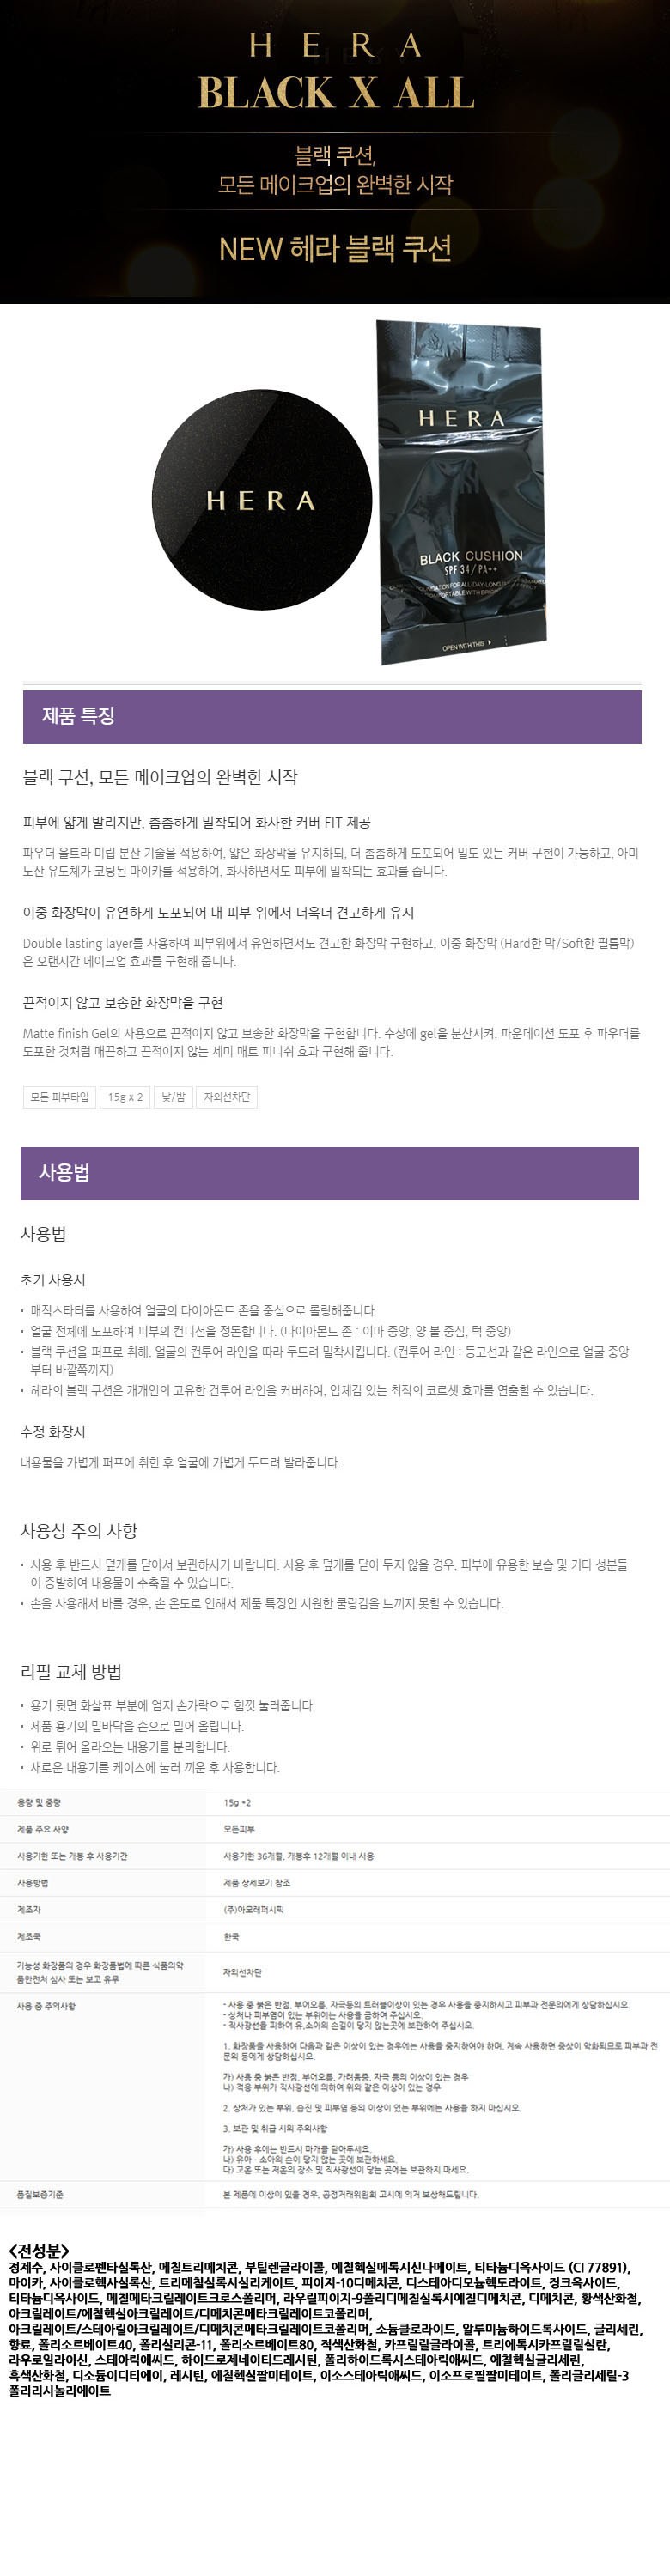 HERA
BLACK X ALL
블랙 쿠션,
모든 메이크업의 완벽한 시작
NEW 헤라 블랙 쿠션
HERA
HERA
BLACK CUSHION
SPF 34 / PA++
OPEN WITH THIS
제품 특징
블랙 쿠션, 모든 메이크업의 완벽한 시작
피부에 얇게 발리지만, 촘촘하게 밀착되어 화사한 커버 FIT 제공
파우더 울트라 미립 분산 기술을 적용하여, 얇은 화장막을 유지하되, 더 촘촘하게 도포되어 밀도 있는 커버 구현이 가능하고, 아미
노산 유도체가 코팅된 마이카를 적용하여, 화사하면서도 피부에 밀착되는 효과를 줍니다.
이중 화장막이 유연하게 도포되어 내 피부 위에서 더욱더 견고하게 유지
Double lasting layer를 사용하여 피부위에서 유연하면서도 견고한 화장막 구현하고, 이중 화장막 (Hard한 막/Soft한 필름막)
은 오랜시간 메이크업 효과를 구현해 줍니다.
끈적이지 않고 보송한 화장막을 구현
Matte finish Gel의 사용으로 끈적이지 않고 보송한 화장막을 구현합니다. 수상에 gel을 분산시켜, 파운데이션 도포 후 파우더를
도포한 것처럼 매끈하고 끈적이지 않는 세미 매트 피니쉬 효과 구현해 줍니다.
모든 피부타입 15g x 2 낮/밤 자외선차단
사용법
사용법
초기 사용시
• 매직스타터를 사용하여 얼굴의 다이아몬드 존을 중심으로 롤링해줍니다.
• 얼굴 전체에 도포하여 피부의 컨디션을 정돈합니다. (다이아몬드 존 : 이마 중앙, 양 볼 중심, 턱 중앙)
• 블랙 쿠션을 퍼프로 취해, 얼굴의 컨투어 라인을 따라 두드려 밀착시킵니다. (컨투어 라인 : 등고선과 같은 라인으로 얼굴 중앙
부터 바깥쪽까지)
• 헤라의 블랙 쿠션은 개개인의 고유한 컨투어 라인을 커버하여, 입체감 있는 최적의 코르셋 효과를 연출할 수 있습니다.
수정 화장시
내용물을 가볍게 퍼프에 취한 후 얼굴에 가볍게 두드려 발라줍니다.
사용상 주의 사항
• 사용 후 반드시 덮개를 닫아서 보관하시기 바랍니다. 사용 후 덮개를 닫아 두지 않을 경우, 피부에 유용한 보습 및 기타 성분들
이 증발하여 내용물이 수축될 수 있습니다.
• 손을 사용해서 바를 경우, 손 온도로 인해서 제품 특징인 시원한 쿨링감을 느끼지 못할 수 있습니다.
리필 교체 방법
• 용기 뒷면 화살표 부분에 엄지 손가락으로 힘껏 눌러줍니다.
• 제품 용기의 밑바닥을 손으로 밀어 올립니다.
• 위로 튀어 올라오는 내용기를 분리합니다.
• 새로운 내용기를 케이스에 눌러 끼운 후 사용합니다.
용량 및 중량 15g *2
제품 주요 사양 모든피부
사용기한 또는 개봉 후 사용기간 사용기한 36개월, 개봉후 12개월 이내 사용
사용방법 제품 상세보기 참조
제조자 (주)아모레퍼시픽
제조국 한국
기능성 화장품의 경우 화장품법에 따른 식품의약
품안전처 심사 또는 보고 유무 자외선차단
사용 중 주의사항 - 사용 중 붉은 반점, 부어오름, 자극등의 트러블이상이 있는 경우 사용을 중지하시고 피부과 전문의에게 상담하십시오.
- 상처나 피부염이 있는 부위에는 사용을 금하여 주십시오.
- 직사광선을 피하여 유,소아의 손길이 닿지 않는곳에 보관하여 주십시오.
1. 화장품을 사용하여 다음과 같은 이상이 있는 경우에는 사용을 중지하여야 하며, 계속 사용하면 증상이 악화되므로 피부과 전
문의 등에게 상담하십시오.
가) 사용 중 붉은 반점, 부어오름, 가려움증, 자극 등의 이상이 있는 경우
나) 적용 부위가 직사광선에 의하여 위와 같은 이상이 있는 경우
2. 상처가 있는 부위, 습진 및 피부염 등의 이상이 있는 부위에는 사용을 하지 마십시오.
3. 보관 및 취급 시의 주의사항
가) 사용 후에는 반드시 마개를 닫아두세요.
나) 유아ㆍ소아의 손이 닿지 않는 곳에 보관하세요.
다) 고온 또는 저온의 장소 및 직사광선이 닿는 곳에는 보관하지 마세요.
품질보증기준 본 제품에 이상이 있을 경우, 공정거래위원회 고시에 의거 보상해드립니다.
<전성분>
정제수, 사이클로펜타실록산, 메칠트리메치콘, 부틸렌글라이콜, 에칠헥실메톡시신나메이트, 티타늄디옥사이드 (CI 77891),
마이카, 사이클로헥사실록산, 트리메칠실록시실리케이트, 피이지-10디메치콘, 디스테아디모늄헥토라이트, 징크옥사이드,
티타늄디옥사이드, 메칠메타크릴레이트크로스폴리머, 라우릴피이지-9폴리디메칠실록시에칠디메치콘, 디메치콘, 황색산화철,
아크릴레이트/에칠헥실아크릴레이트/디메치콘메타크릴레이트코폴리머,
아크릴레이트/스테아릴아크릴레이트/디메치콘메타크릴레이트코폴리머, 소듐클로라이드, 알루미늄하이드록사이드, 글리세린,
향료, 폴리소르베이트40, 폴리실리콘-11, 폴리소르베이트80, 적색산화철, 카프릴릴글라이콜, 트리에톡시카프릴릴실란,
라우로일라이신, 스테아릭애씨드, 하이드로제네이티드레시틴, 폴리하이드록시스테아릭애씨드, 에칠헥실글리세린,
흑색산화철, 디소듐이디티에이, 레시틴, 에칠헥실팔미테이트, 이소스테아릭애씨드, 이소프로필팔미테이트, 폴리글리세릴-3
폴리리시놀리에이트